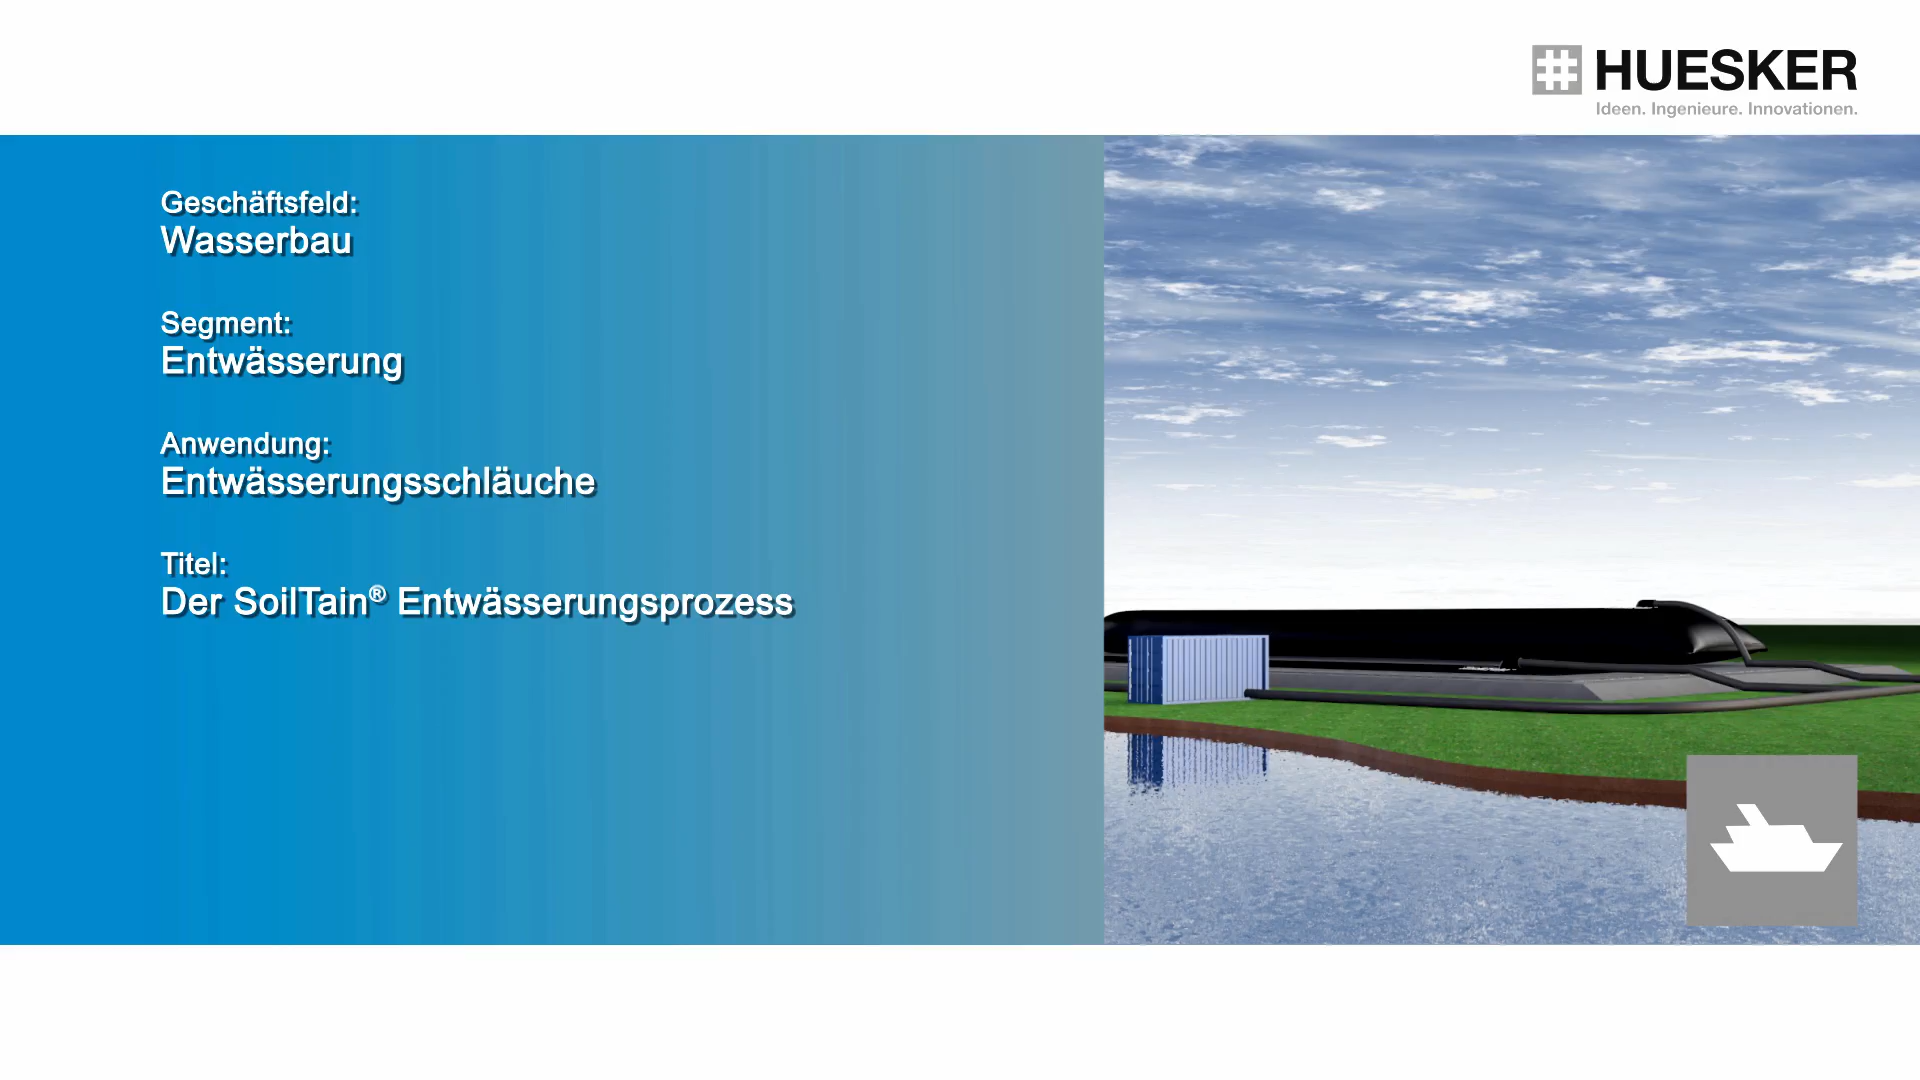 HUESKER
Ideen. Ingenieure. Innovationen.
Geschäftsfeld:
Wasserbau
Segment:
Entwässerung
Anwendung:
Entwässerungsschläuche
Titel:
Der SoilTain® Entwässerungsprozess